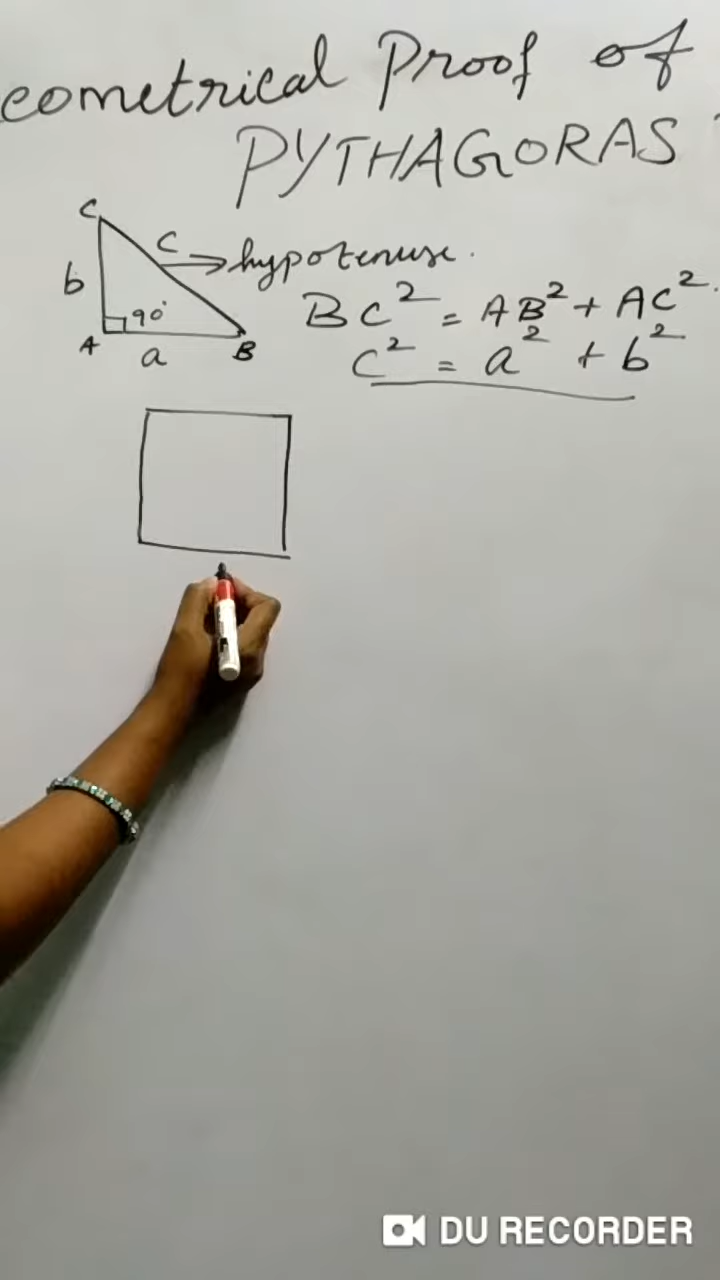 eometrical Proof of
PYTHAGORAS
C
c → hypotenuse.
b
90°
A
a
B
BC² = AB² + AC².
c² = a² + b²
DU RECORDER